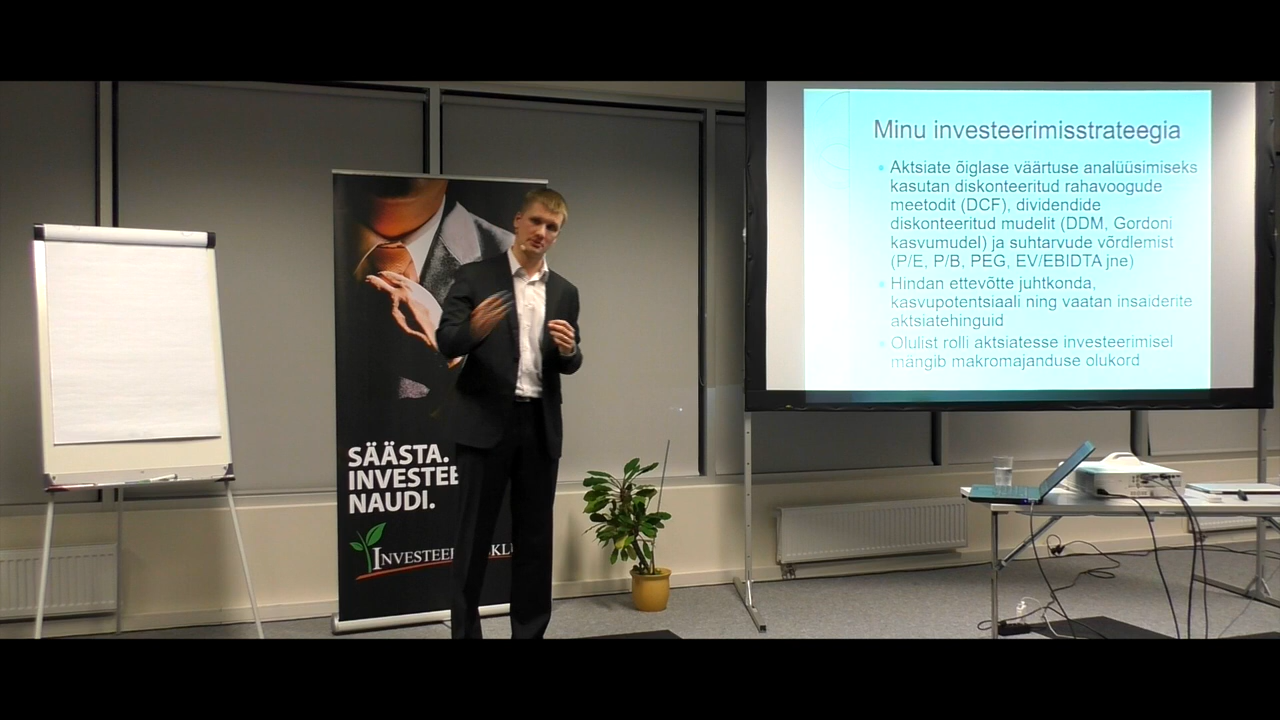 SÄÄSTA.
INVESTEE
NAUDI.
Minu investeerimisstrateegia
Aktsiate õiglase väärtuse analüüsimiseks
kasutan diskonteeritud rahavoogude
meetodit (DCF), dividendide
diskonteeritud mudelit (DDM, Gordoni
kasvumudel) ja suhtarvude võrdlemist
(P/E, P/B, PEG, EV/EBIDTA jne)
Hindan ettevõtte juhtkonda,
kasvupotentsiaali ning vaatan insaiderite
aktsiatehinguid
Olulist rolli aktsiatesse investeerimisel
mängib makromajanduse olukord